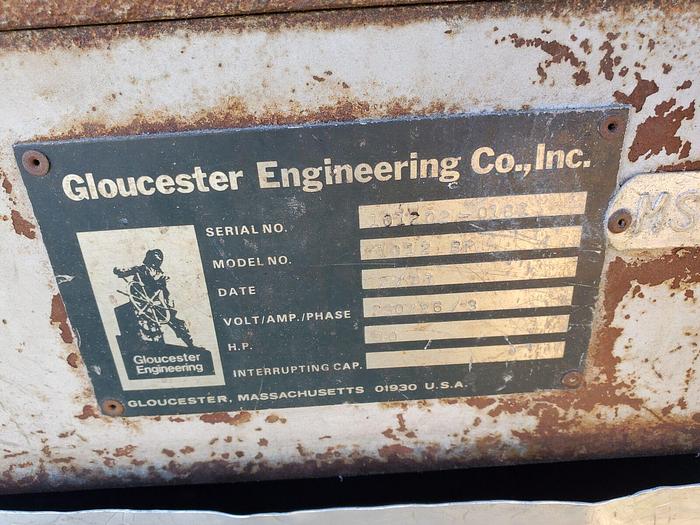 Gloucester Engineering Co., Inc.
SERIAL NO.
MODEL NO.
DATE
VOLT/AMP./PHASE
H.P.
INTERRUPTING CAP.
Gloucester
Engineering
GLOUCESTER, MASSACHUSETTS 01930 U.S.A.
MS